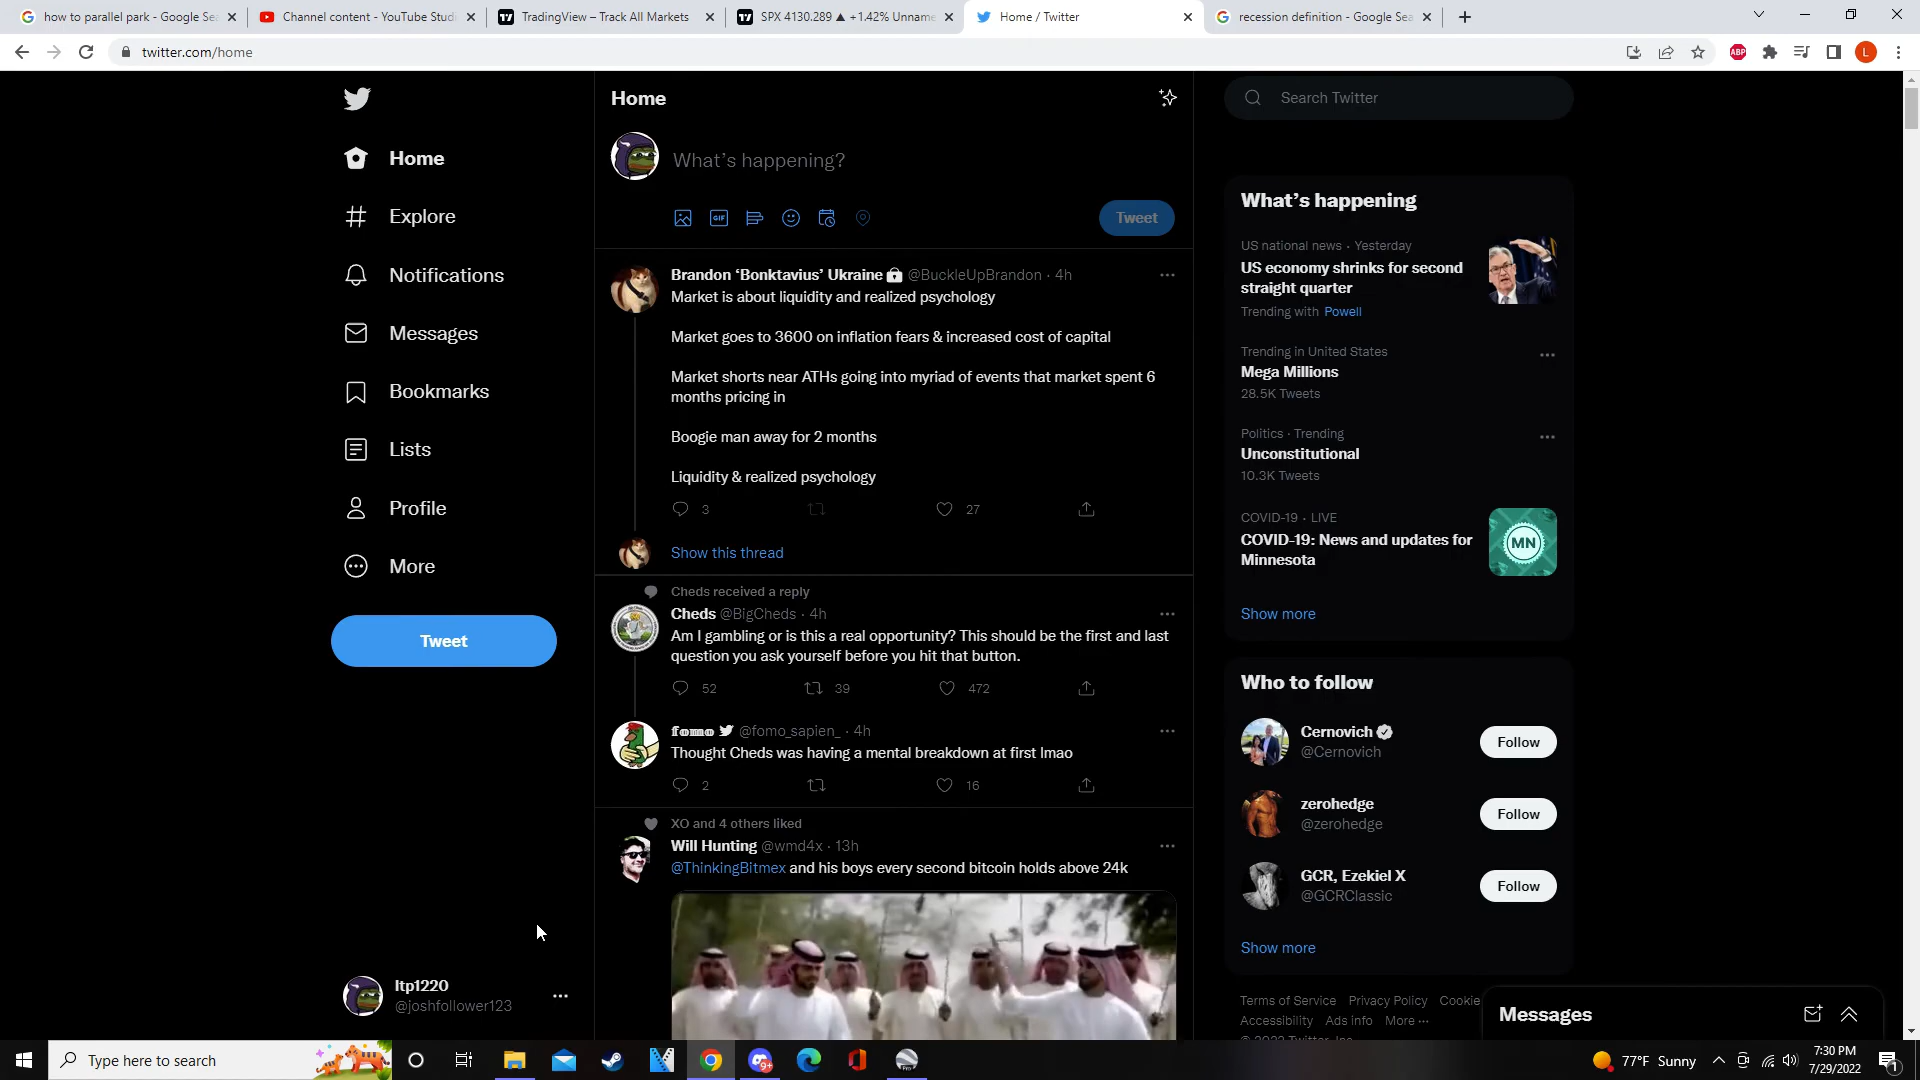 how to parallel park - Google Sea
Channel content - YouTube Studi
TradingView – Track All Markets
SPX 4130.289 ▲ +1.42% Unname
Home / Twitter
recession definition - Google Sea
twitter.com/home
ABP
L
Home
Explore
Notifications
Messages
Bookmarks
Lists
Profile
More
Tweet
ltp1220
@joshfollower123
Home
What's happening?
GIF
Tweet
Brandon ‘Bonktavius’ Ukraine @BuckleUpBrandon · 4h
Market is about liquidity and realized psychology
Market goes to 3600 on inflation fears & increased cost of capital
Market shorts near ATHs going into myriad of events that market spent 6
months pricing in
Boogie man away for 2 months
Liquidity & realized psychology
3 27
Show this thread
Cheds received a reply
Cheds @BigCheds · 4h
Am I gambling or is this a real opportunity? This should be the first and last
question you ask yourself before you hit that button.
52 39 472
𝖋𝖔𝖒𝖔 @fomo_sapien_ · 4h
Thought Cheds was having a mental breakdown at first lmao
2 16
XO and 4 others liked
Will Hunting @wmd4x · 13h
@ThinkingBitmex and his boys every second bitcoin holds above 24k
Search Twitter
What's happening
US national news · Yesterday
US economy shrinks for second
straight quarter
Trending with Powell
Trending in United States
Mega Millions
28.5K Tweets
Politics · Trending
Unconstitutional
10.3K Tweets
COVID-19 · LIVE
COVID-19: News and updates for
Minnesota
MN
Show more
Who to follow
Cernovich
@Cernovich
Follow
zerohedge
@zerohedge
Follow
GCR, Ezekiel X
@GCRClassic
Follow
Show more
Terms of Service Privacy Policy Cookie
Accessibility Ads info More ···
Messages
Type here to search
9+
Pro
77°F Sunny
7:30 PM
7/29/2022
1